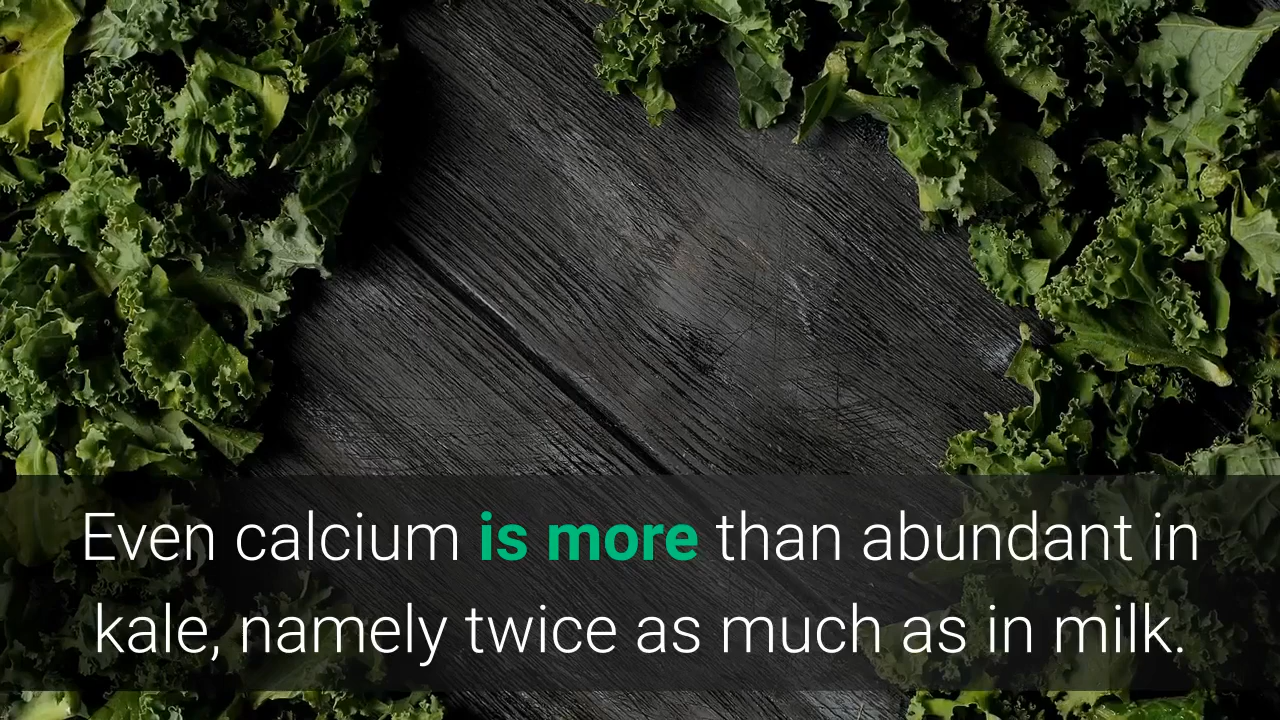 Even calcium is more than abundant in
kale, namely twice as much as in milk.